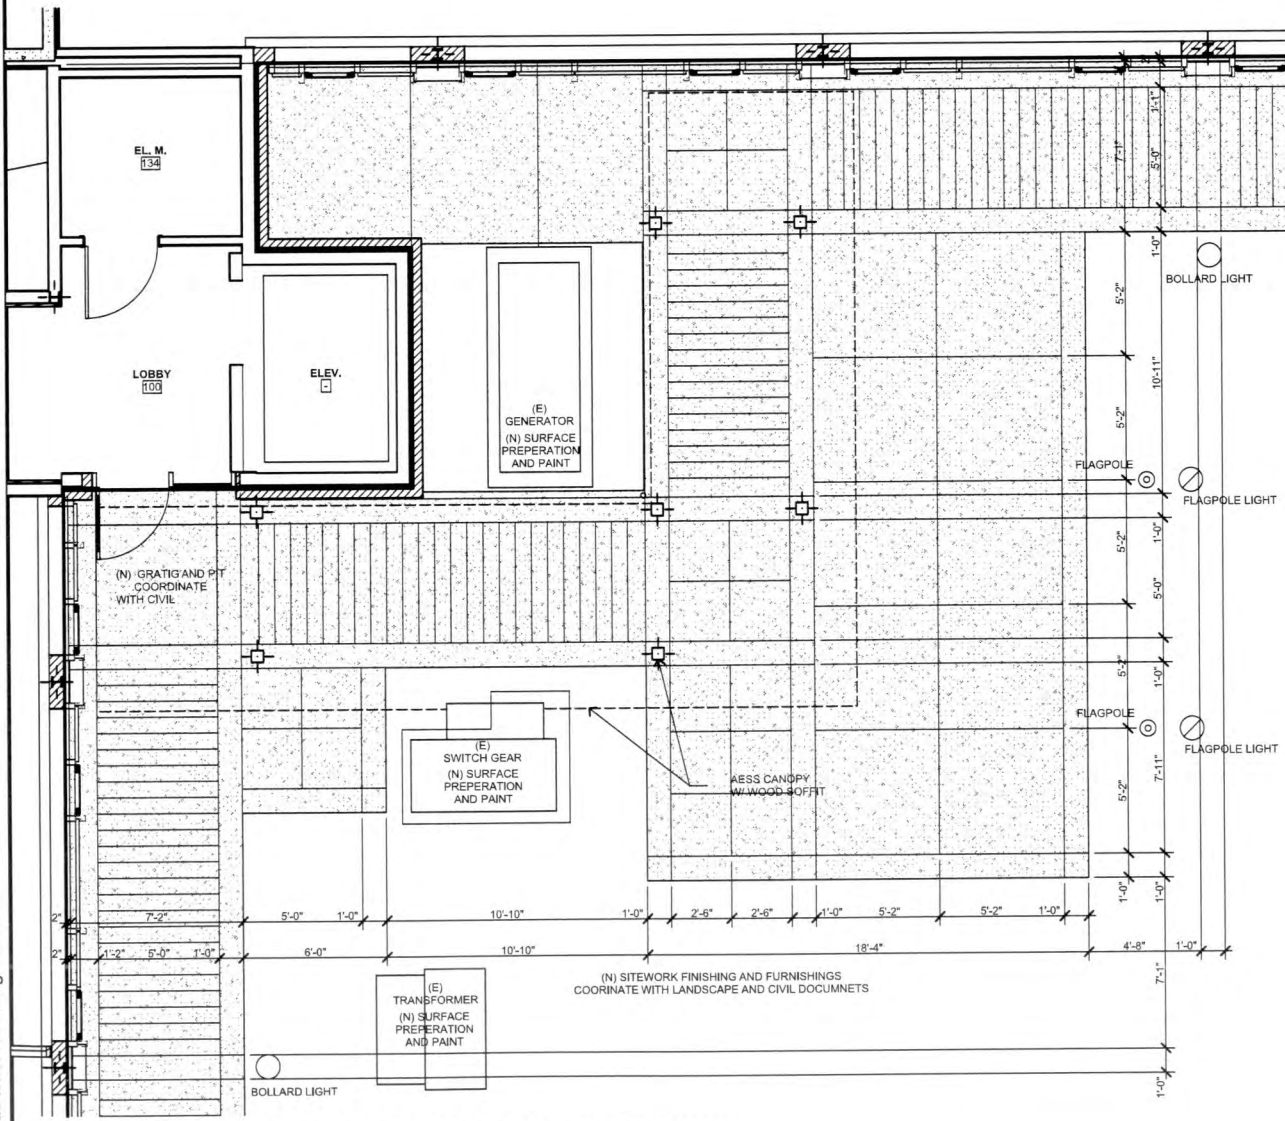 EL. M.
134
LOBBY
100
ELEV.
-
(E)
GENERATOR
(N) SURFACE
PREPERATION
AND PAINT
BOLLARD LIGHT
FLAGPOLE
FLAGPOLE LIGHT
(N) GRATIG AND PIT
COORDINATE
WITH CIVIL
FLAGPOLE
FLAGPOLE LIGHT
(E)
SWITCH GEAR
(N) SURFACE
PREPERATION
AND PAINT
AESS CANOPY
W/ WOOD SOFFIT
2"
1'-1"
7'-1"
5'-0"
1'-0"
5'-2"
10'-11"
5'-2"
5'-2"
1'-0"
5'-0"
5'-2"
1'-0"
5'-2"
7'-11"
1'-0"
1'-0"
2"
7'-2"
5'-0"
1'-0"
10'-10"
1'-0"
2'-6"
2'-6"
1'-0"
5'-2"
5'-2"
1'-0"
2"
1'-2"
5'-0"
1'-0"
6'-0"
10'-10"
18'-4"
4'-8"
1'-0"
7'-1"
1'-0"
(N) SITEWORK FINISHING AND FURNISHINGS
COORINATE WITH LANDSCAPE AND CIVIL DOCUMNETS
(E)
TRANSFORMER
(N) SURFACE
PREPERATION
AND PAINT
BOLLARD LIGHT